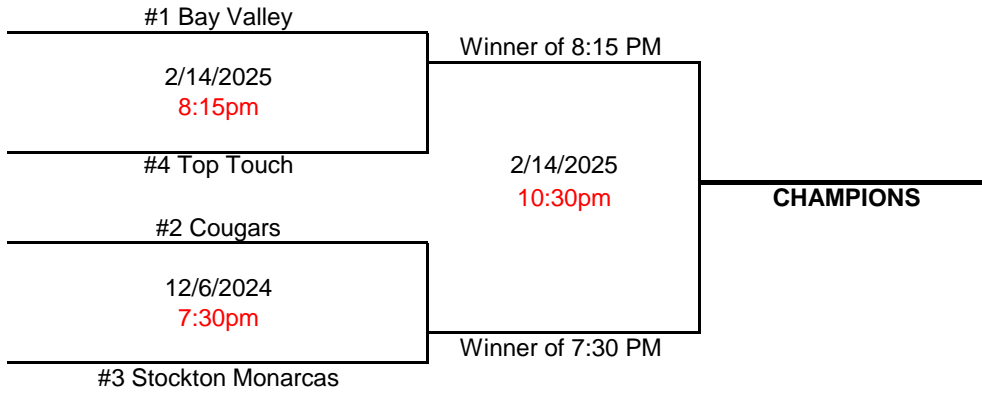 #1 Bay Valley
Winner of 8:15 PM
2/14/2025
8:15pm
#4 Top Touch
2/14/2025
10:30pm
CHAMPIONS
#2 Cougars
12/6/2024
7:30pm
Winner of 7:30 PM
#3 Stockton Monarcas